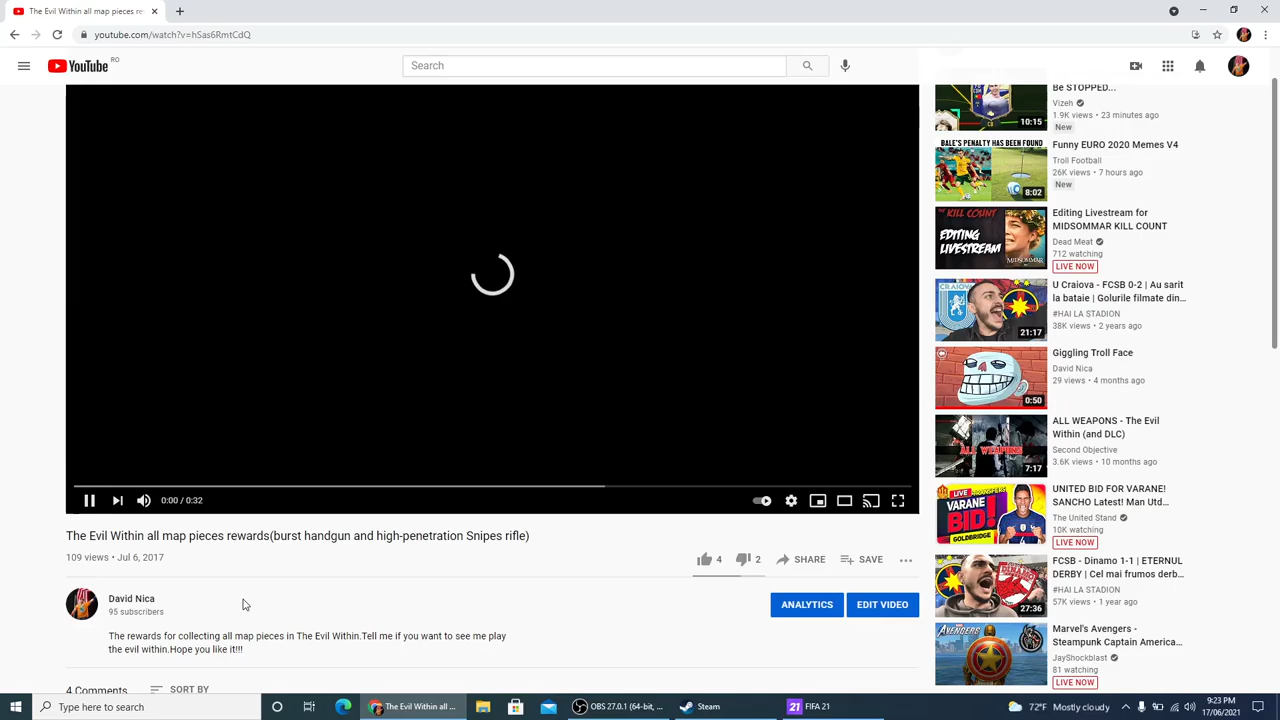 The Evil Within all map pieces re
youtube.com/watch?v=hSas6RmtCdQ
YouTube RO
Search
Be STOPPED...
Vizeh
1.9K views • 23 minutes ago
New
10:15
BALE'S PENALTY HAS BEEN FOUND
8:02
Funny EURO 2020 Memes V4
Troll Football
26K views • 7 hours ago
New
THE KILL COUNT
EDITING
LIVESTREAM
MIDSOMMAR
Editing Livestream for
MIDSOMMAR KILL COUNT
Dead Meat
712 watching
LIVE NOW
CRAIOVA
21:17
U Craiova - FCSB 0-2 | Au sarit
la bataie | Golurile filmate din...
#HAI LA STADION
38K views • 2 years ago
0:50
Giggling Troll Face
David Nica
29 views • 4 months ago
ALL WEAPONS
7:17
ALL WEAPONS - The Evil
Within (and DLC)
Second Objective
3.6K views • 10 months ago
LIVE TRANSFERS
VARANE
BID!
GOLDBRIDGE
UNITED BID FOR VARANE!
SANCHO Latest! Man Utd...
The United Stand
10K watching
LIVE NOW
DINAMO
27:36
FCSB - Dinamo 1-1 | ETERNUL
DERBY | Cel mai frumos derb...
#HAI LA STADION
57K views • 1 year ago
AVENGERS
Marvel's Avengers -
Steampunk Captain America...
JayShockblast
81 watching
LIVE NOW
0:00 / 0:32
The Evil Within all map pieces rewards(burst handgun and high penetration Snipes rifle)
109 views • Jul 6, 2017
4
2
SHARE
SAVE
David Nica
95 subscribers
ANALYTICS
EDIT VIDEO
The rewards for collecting all map pieces in The Evil Within.Tell me if you want to see me play
the evil within.Hope you like it!!!
4 Comments
SORT BY
Type here to search
The Evil Within all ...
OBS 27.0.1 (64-bit, ...
Steam
21
FIFA 21
72°F Mostly cloudy
9:23 PM
17/06/2021